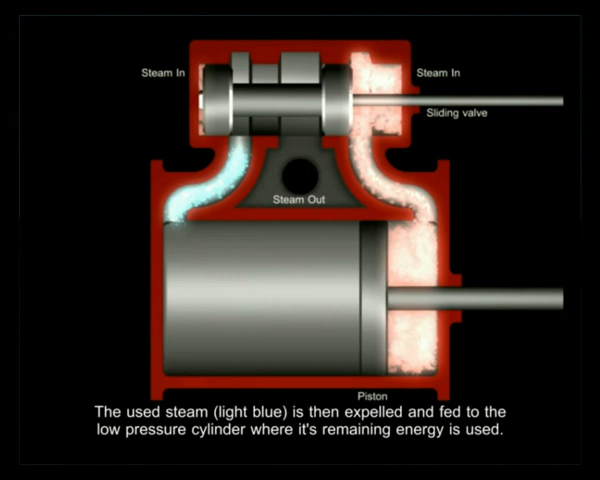 Steam In
Steam In
Sliding valve
Steam Out
Piston
The used steam (light blue) is then expelled and fed to the
low pressure cylinder where it's remaining energy is used.